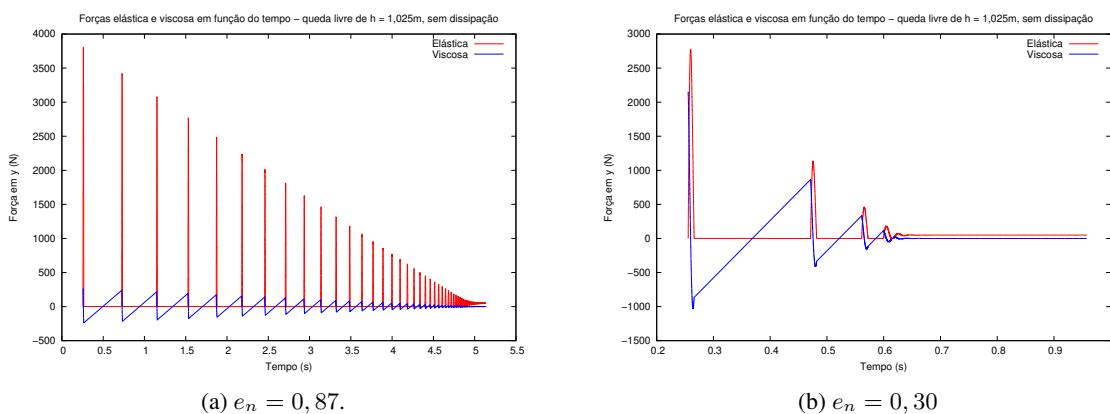 Forças elástica e viscosa em função do tempo – queda livre de h = 1,025m, sem dissipação
Elástica
Viscosa
4000
3500
3000
2500
2000
1500
1000
500
0
−500
Força em y (N)
0 0.5 1 1.5 2 2.5 3 3.5 4 4.5 5 5.5
Tempo (s)
(a) en = 0, 87.
Forças elástica e viscosa em função do tempo – queda livre de h = 1,025m, sem dissipação
Elástica
Viscosa
3000
2500
2000
1500
1000
500
0
−500
−1000
−1500
Força em y (N)
0.2 0.3 0.4 0.5 0.6 0.7 0.8 0.9 1
Tempo (s)
(b) en = 0, 30